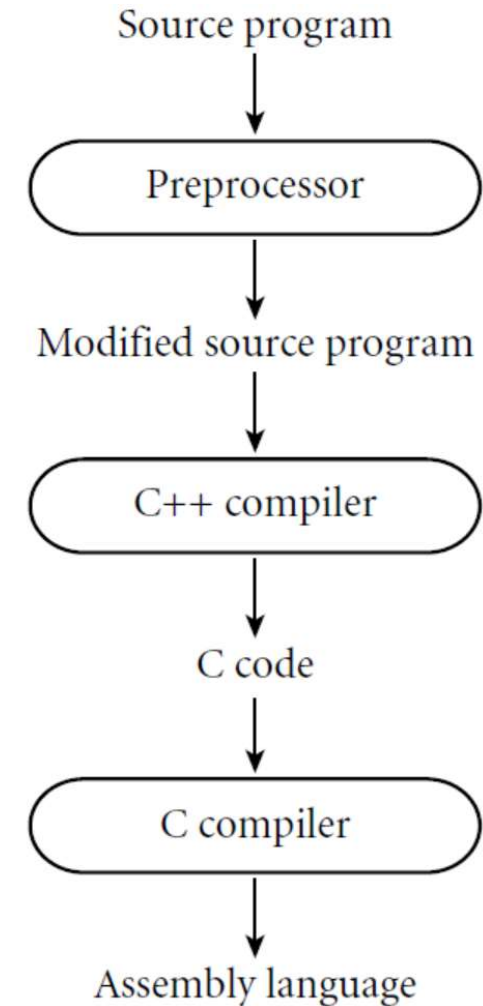 Source program
Preprocessor
Modified source program
C++ compiler
C code
C compiler
Assembly language